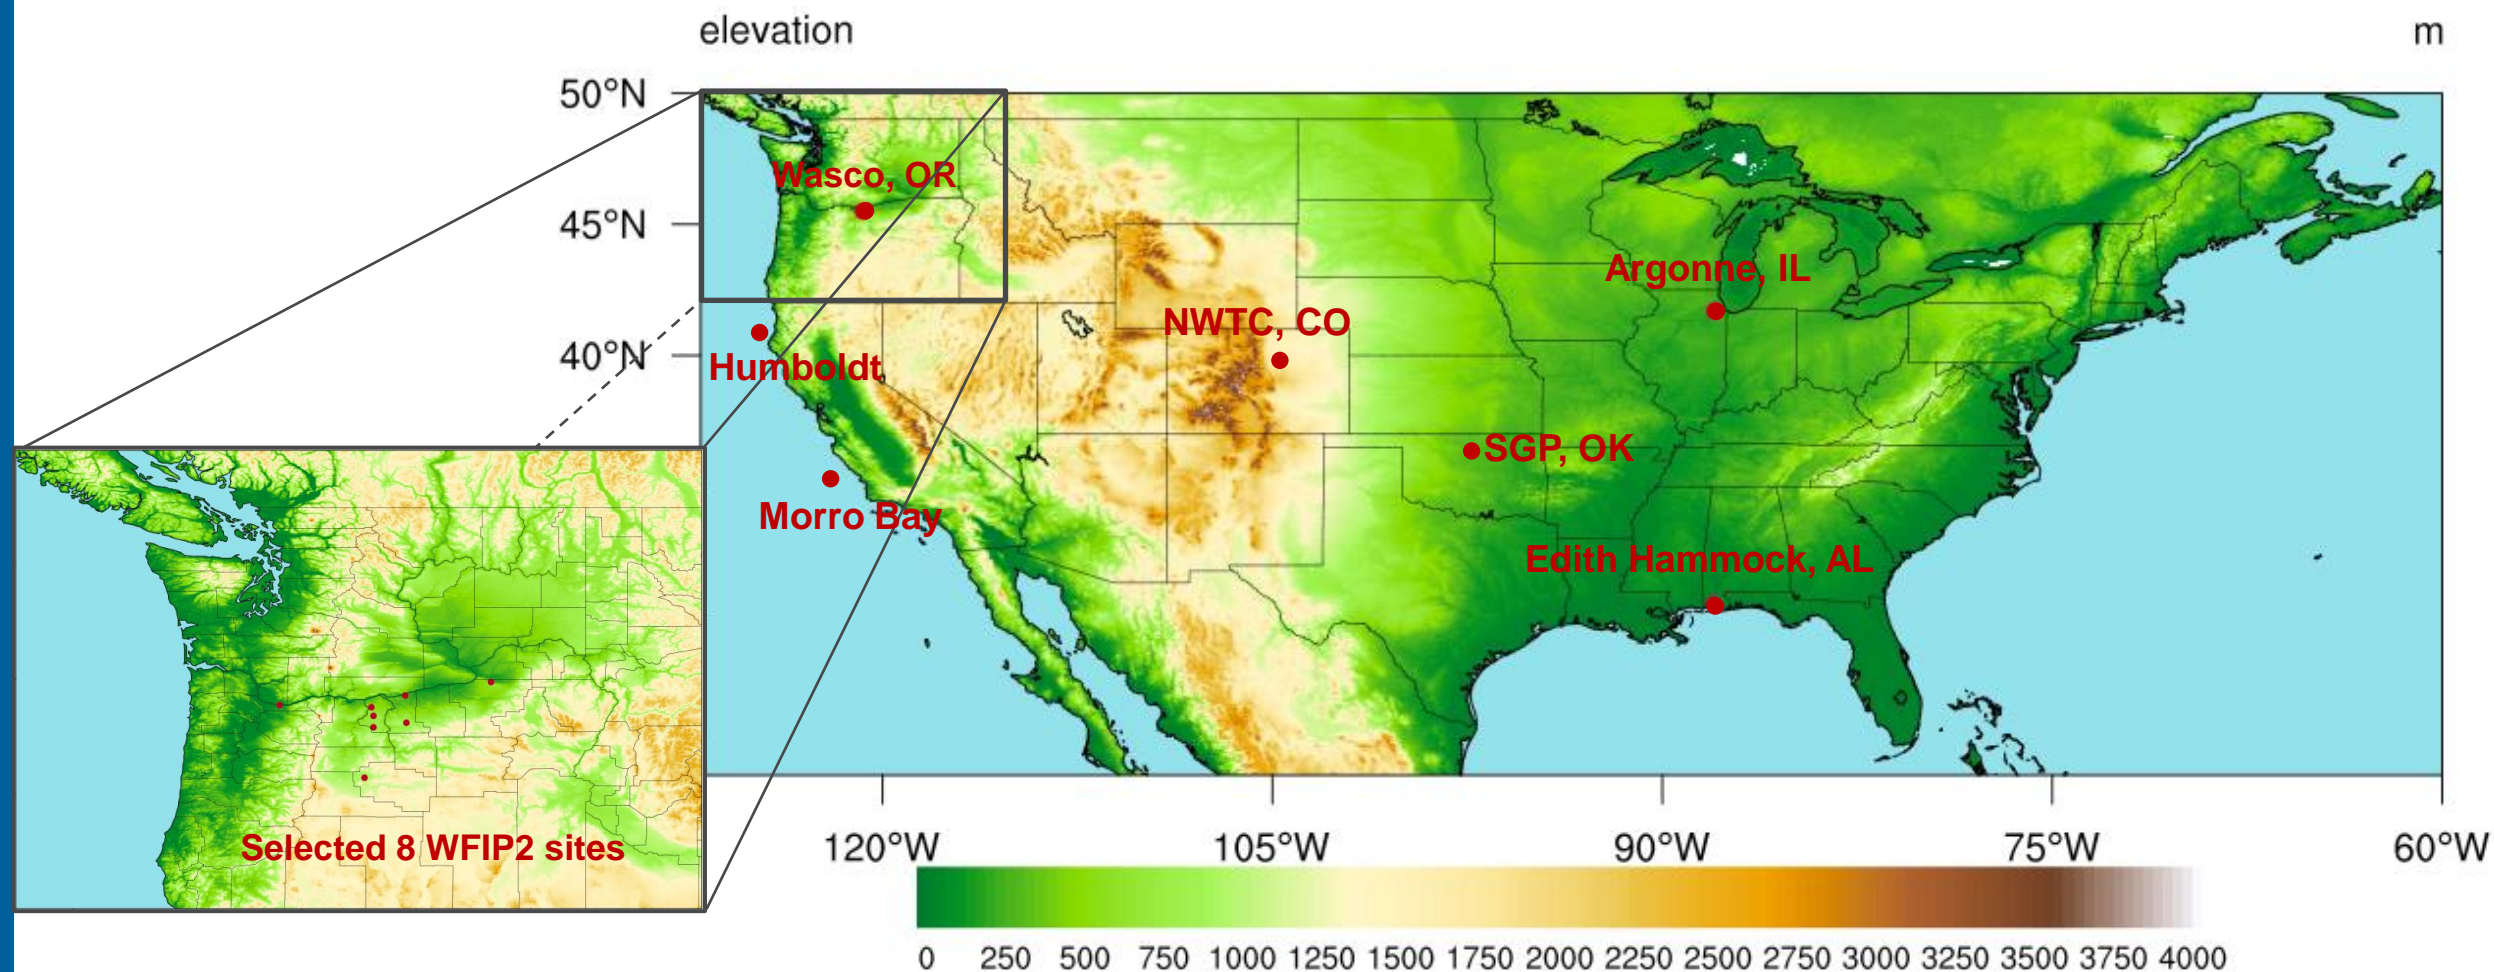 elevation
m
50°N
45°N
40°N
Wasco, OR
Argonne, IL
NWTC, CO
Humboldt
SGP, OK
Morro Bay
Edith Hammock, AL
Selected 8 WFIP2 sites
120°W 105°W 90°W 75°W 60°W
0 250 500 750 1000 1250 1500 1750 2000 2250 2500 2750 3000 3250 3500 3750 4000